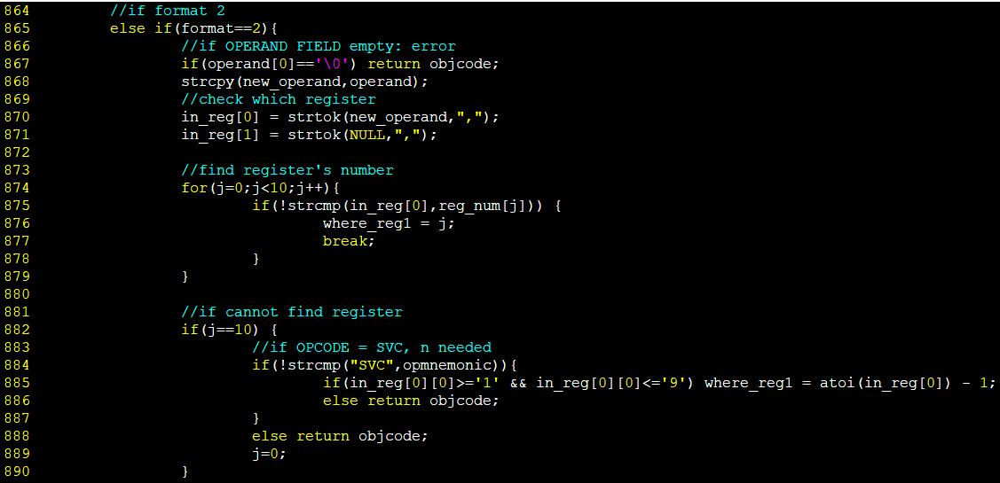 864         //if format 2
865         else if(format==2){
866                 //if OPERAND FIELD empty: error
867                 if(operand[0]=='\0') return objcode;
868                 strcpy(new_operand,operand);
869                 //check which register
870                 in_reg[0] = strtok(new_operand,",");
871                 in_reg[1] = strtok(NULL,",");
872
873                 //find register's number
874                 for(j=0;j<10;j++){
875                         if(!strcmp(in_reg[0],reg_num[j])) {
876                                 where_reg1 = j;
877                                 break;
878                         }
879                 }
880
881                 //if cannot find register
882                 if(j==10) {
883                         //if OPCODE = SVC, n needed
884                         if(!strcmp("SVC",opmnemonic)){
885                                 if(in_reg[0][0]>='1' && in_reg[0][0]<='9') where_reg1 = atoi(in_reg[0]) - 1;
886                                 else return objcode;
887                         }
888                         else return objcode;
889                         j=0;
890                 }